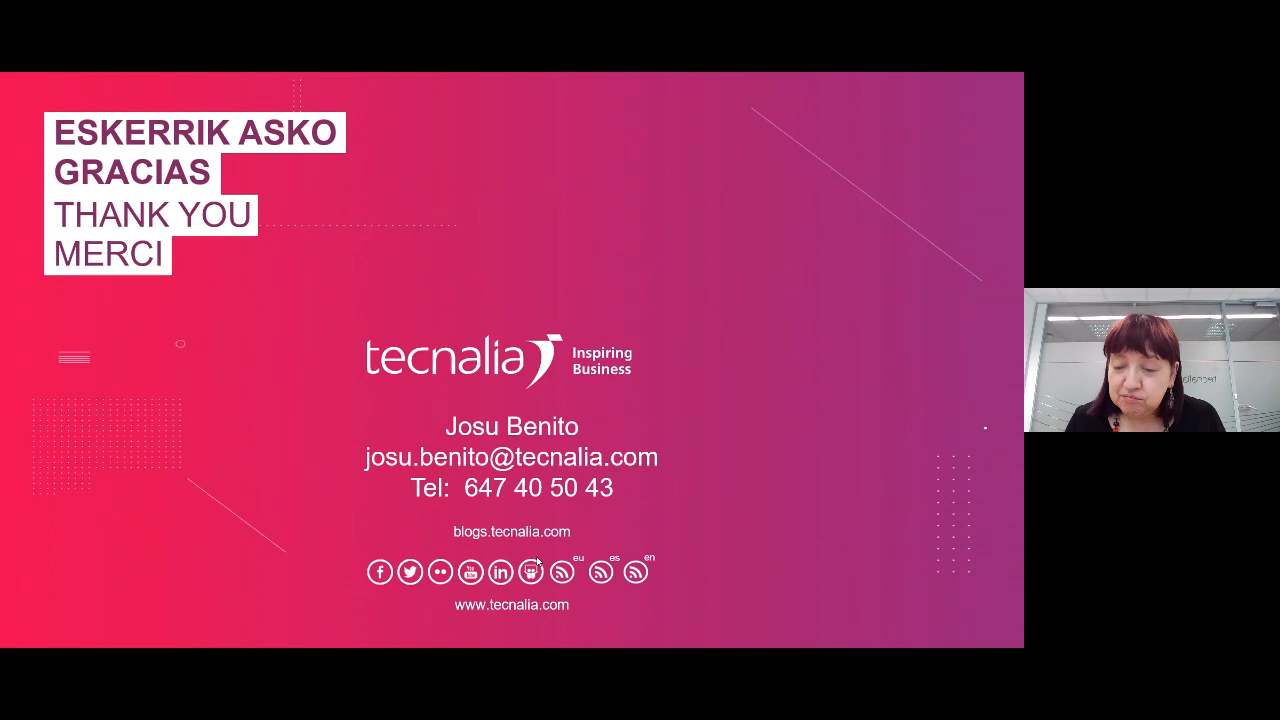 ESKERRIK ASKO
GRACIAS
THANK YOU
MERCI
tecnalia Inspiring
Business
Josu Benito
josu.benito@tecnalia.com
Tel: 647 40 50 43
blogs.tecnalia.com
eu es en
www.tecnalia.com